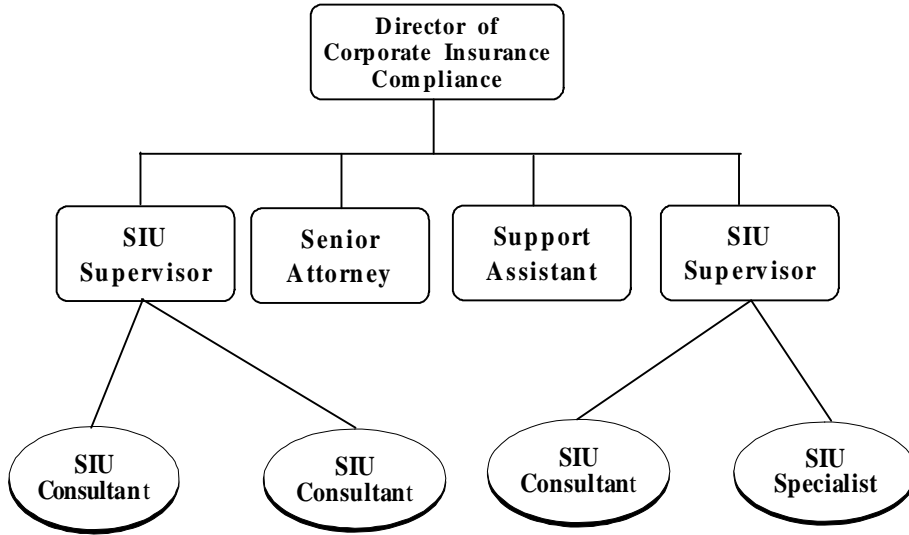 Director of
Corporate Insurance
Compliance
SIU
Supervisor
Senior
Attorney
Support
Assistant
SIU
Supervisor
SIU
Consultant
SIU
Consultant
SIU
Consultant
SIU
Specialist